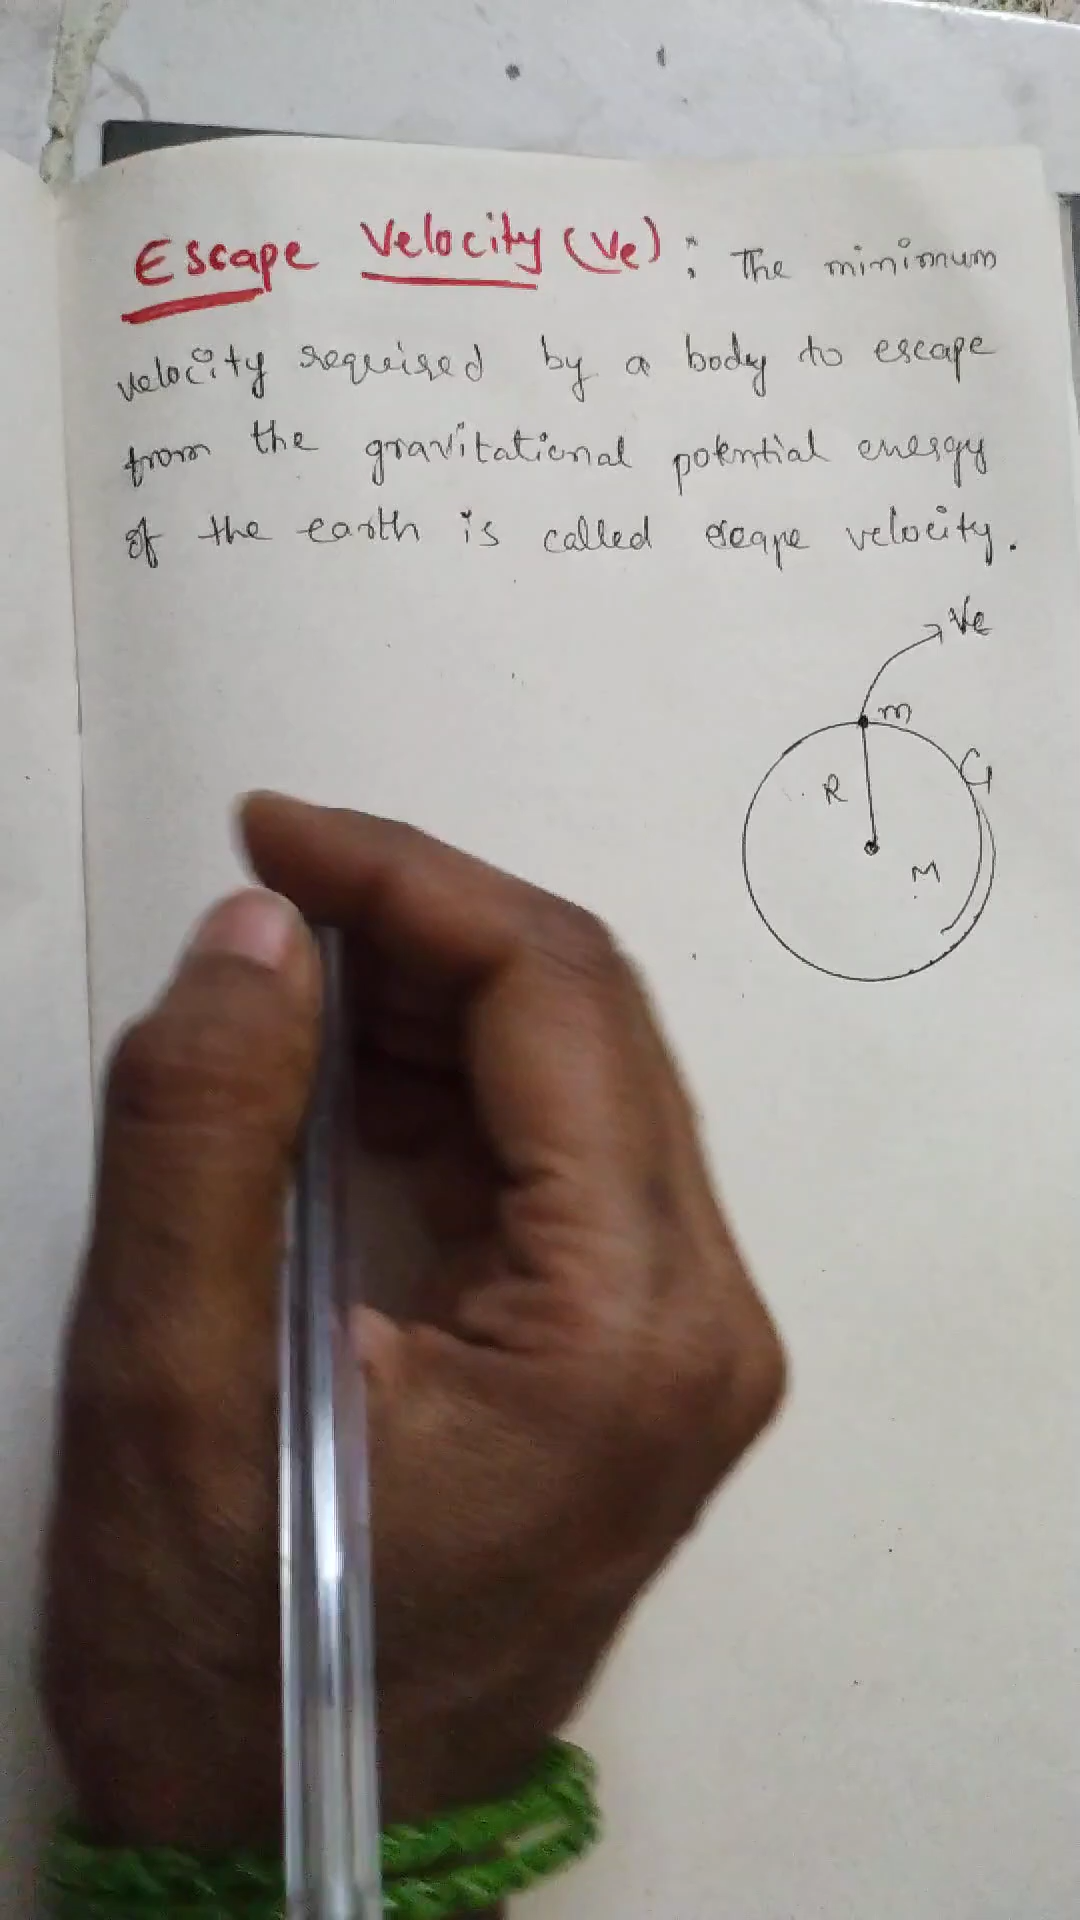 Escape Velocity (Ve) : The minimum
velocity required by a body to escape
from the gravitational potential energy
of the earth is called escape velocity.
Ve
m
G
R
M